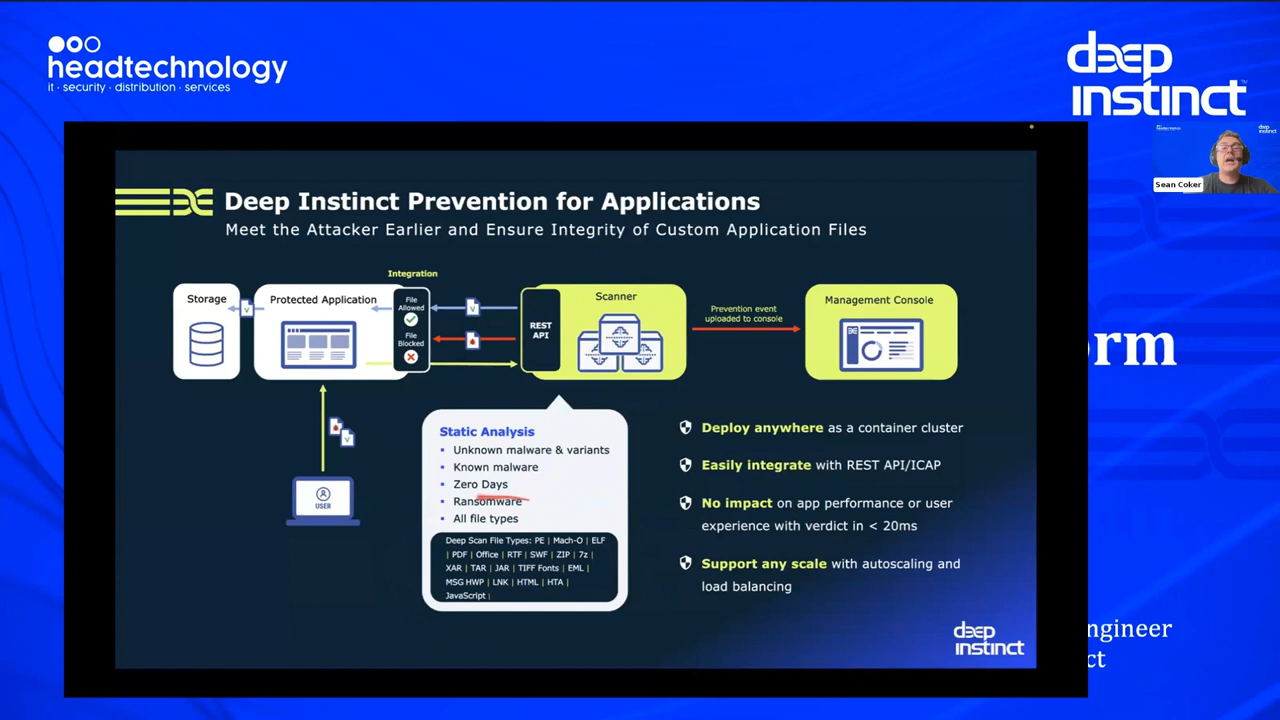 headtechnology
it · security · distribution · services
deep
instinct
Sean Coker
Deep Instinct Prevention for Applications
Meet the Attacker Earlier and Ensure Integrity of Custom Application Files
Integration
Storage
Protected Application
File
Allowed
File
Blocked
REST
API
Scanner
Prevention event
uploaded to console
Management Console
USER
Static Analysis
▪ Unknown malware & variants
▪ Known malware
▪ Zero Days
▪ Ransomware
▪ All file types
Deep Scan File Types: PE | Mach-O | ELF
| PDF | Office | RTF | SWF | ZIP | 7z |
XAR | TAR | JAR | TIFF Fonts | EML |
MSG HWP | LNK | HTML | HTA |
JavaScript |
Deploy anywhere as a container cluster
Easily integrate with REST API/ICAP
No impact on app performance or user
experience with verdict in < 20ms
Support any scale with autoscaling and
load balancing
deep
instinct
orm
ngineer
ct